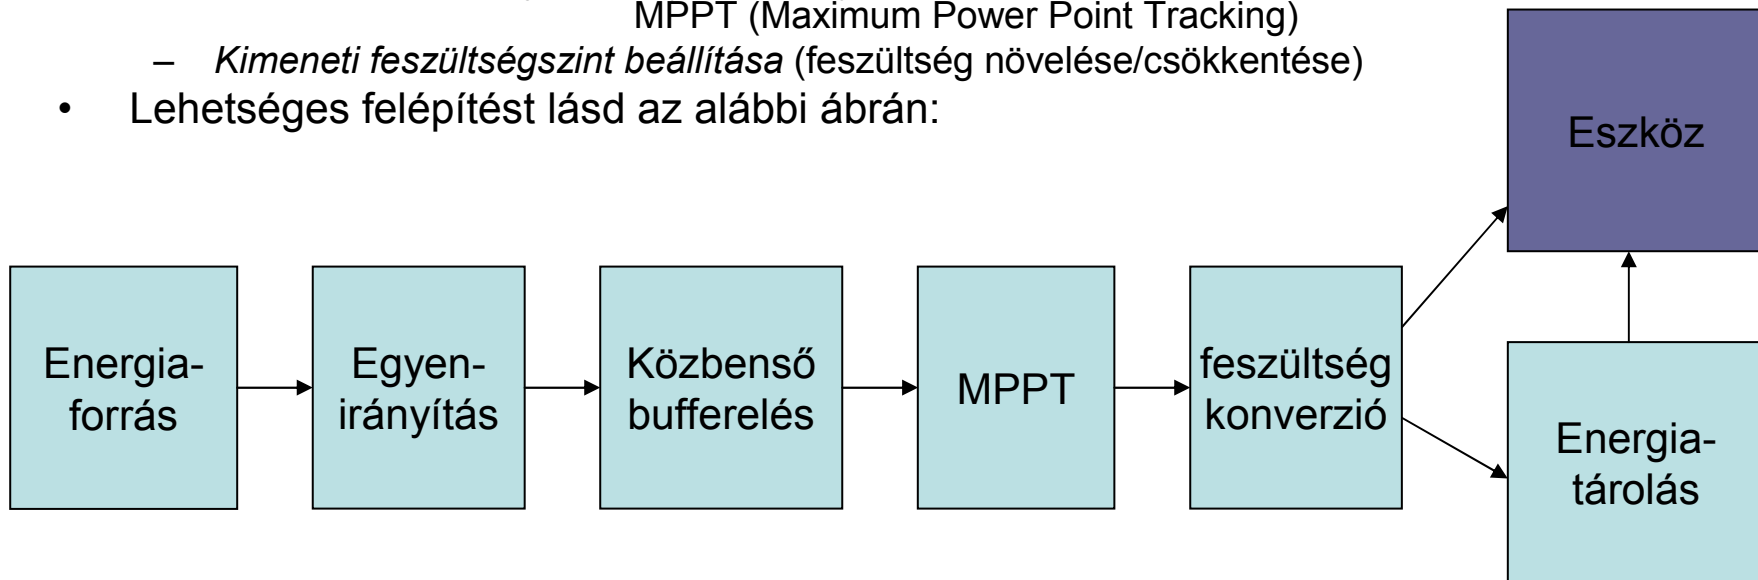 MPPT (Maximum Power Point Tracking)
– Kimeneti feszültségszint beállítása (feszültség növelése/csökkentése)
• Lehetséges felépítést lásd az alábbi ábrán:
Eszköz
Energia-
forrás
Egyen-
irányítás
Közbenső
bufferelés
MPPT
feszültség
konverzió
Energia-
tárolás